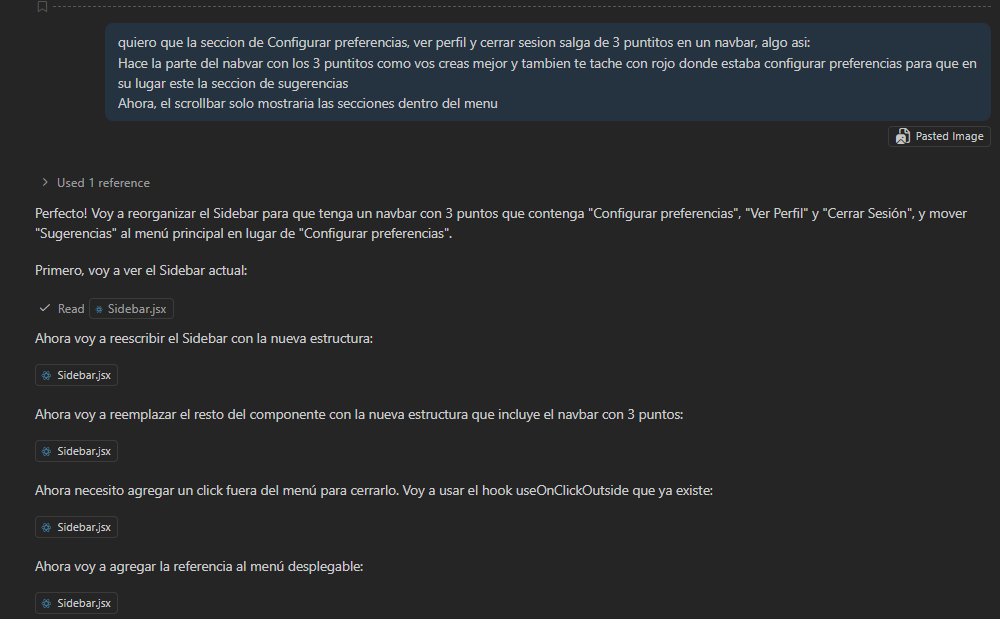 quiero que la seccion de Configurar preferencias, ver perfil y cerrar sesion salga de 3 puntitos en un navbar, algo asi:
Hace la parte del nabvar con los 3 puntitos como vos creas mejor y tambien te tache con rojo donde estaba configurar preferencias para que en
su lugar este la seccion de sugerencias
Ahora, el scrollbar solo mostraria las secciones dentro del menu
Pasted Image
Used 1 reference
Perfecto! Voy a reorganizar el Sidebar para que tenga un navbar con 3 puntos que contenga "Configurar preferencias", "Ver Perfil" y "Cerrar Sesión", y mover
"Sugerencias" al menú principal en lugar de "Configurar preferencias".
Primero, voy a ver el Sidebar actual:
Read Sidebar.jsx
Ahora voy a reescribir el Sidebar con la nueva estructura:
Sidebar.jsx
Ahora voy a reemplazar el resto del componente con la nueva estructura que incluye el navbar con 3 puntos:
Sidebar.jsx
Ahora necesito agregar un click fuera del menú para cerrarlo. Voy a usar el hook useOnClickOutside que ya existe:
Sidebar.jsx
Ahora voy a agregar la referencia al menú desplegable:
Sidebar.jsx